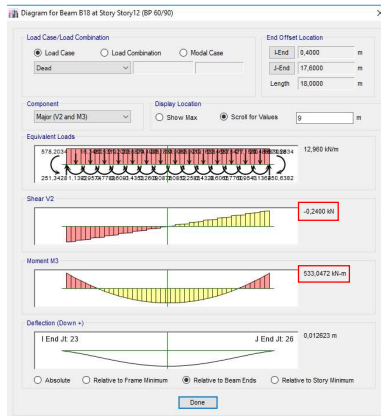 Diagram for Beam B18 at Story Story12 (BP 60/90)
Load Case/Load Combination
Load Case Load Combination Modal Case
Dead
End Offset Location
I-End 0,4000 m
J-End 17,6000 m
Length 18,0000 m
Component
Major (V2 and M3)
Display Location
Show Max Scroll for Values 9 m
Equivalent Loads
578,2034
12,960 kN/m
251,3428
Shear V2
-0,2400 kN
Moment M3
533,0472 kN-m
Deflection (Down +)
I End Jt: 23 J End Jt: 26
0,012623 m
Absolute Relative to Frame Minimum Relative to Beam Ends Relative to Story Minimum
Done